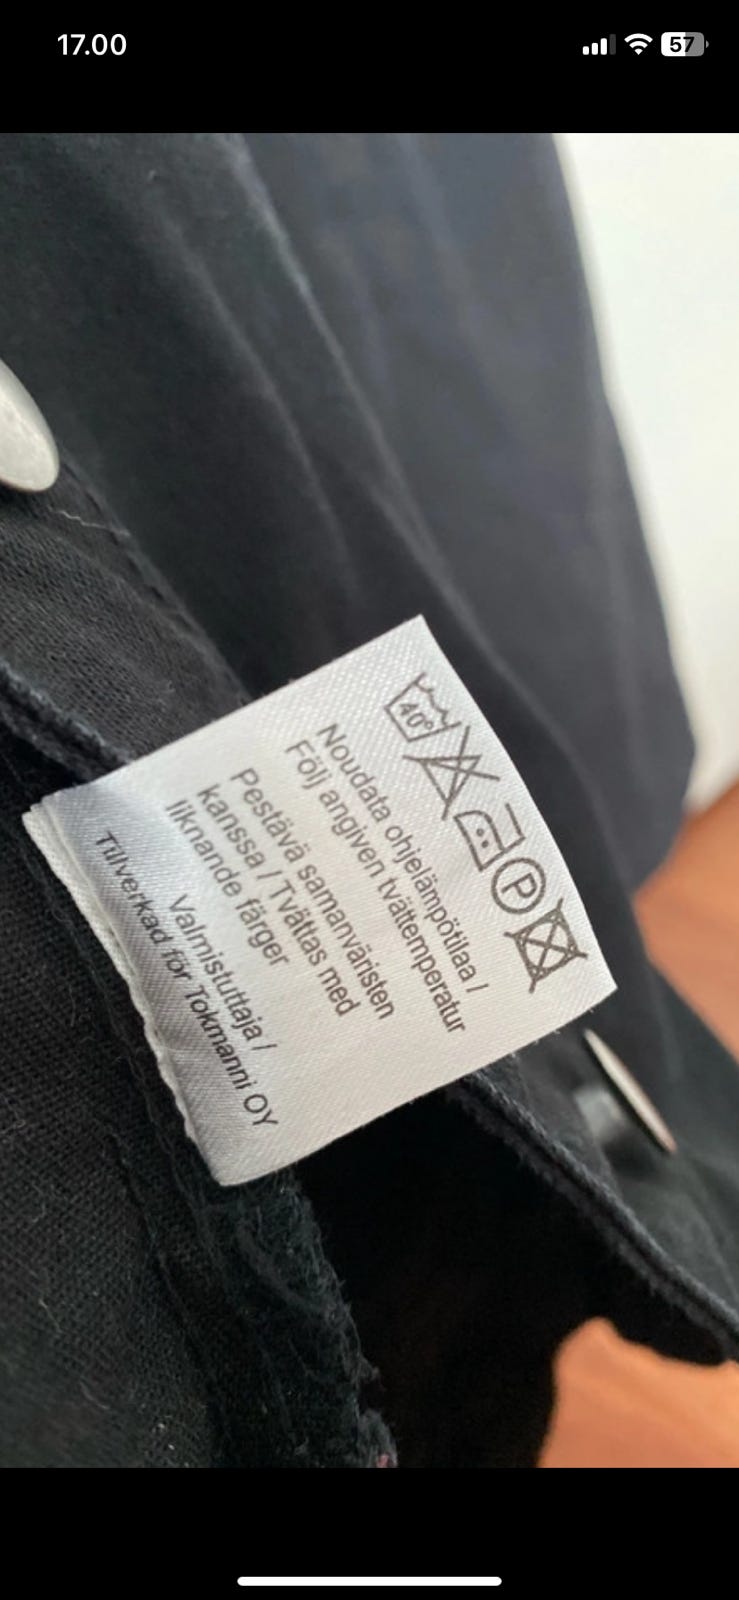 17.00
57
40°
P
Noudata ohjelämpötilaa /
Följ angiven tvättemperatur
Pestävä samanväristen
kanssa / Tvättas med
liknande färger
Valmistuttaja /
Tillverkad för Tokmanni OY